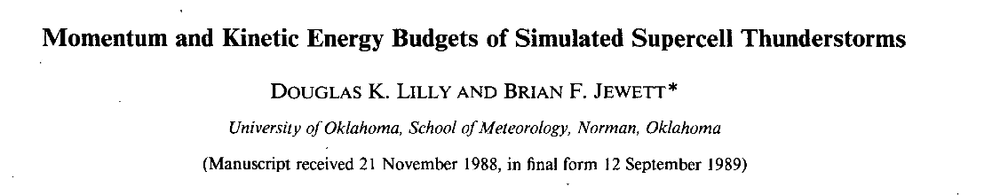 Momentum and Kinetic Energy Budgets of Simulated Supercell Thunderstorms
DOUGLAS K. LILLY AND BRIAN F. JEWETT*
University of Oklahoma, School of Meteorology, Norman, Oklahoma
(Manuscript received 21 November 1988, in final form 12 September 1989)